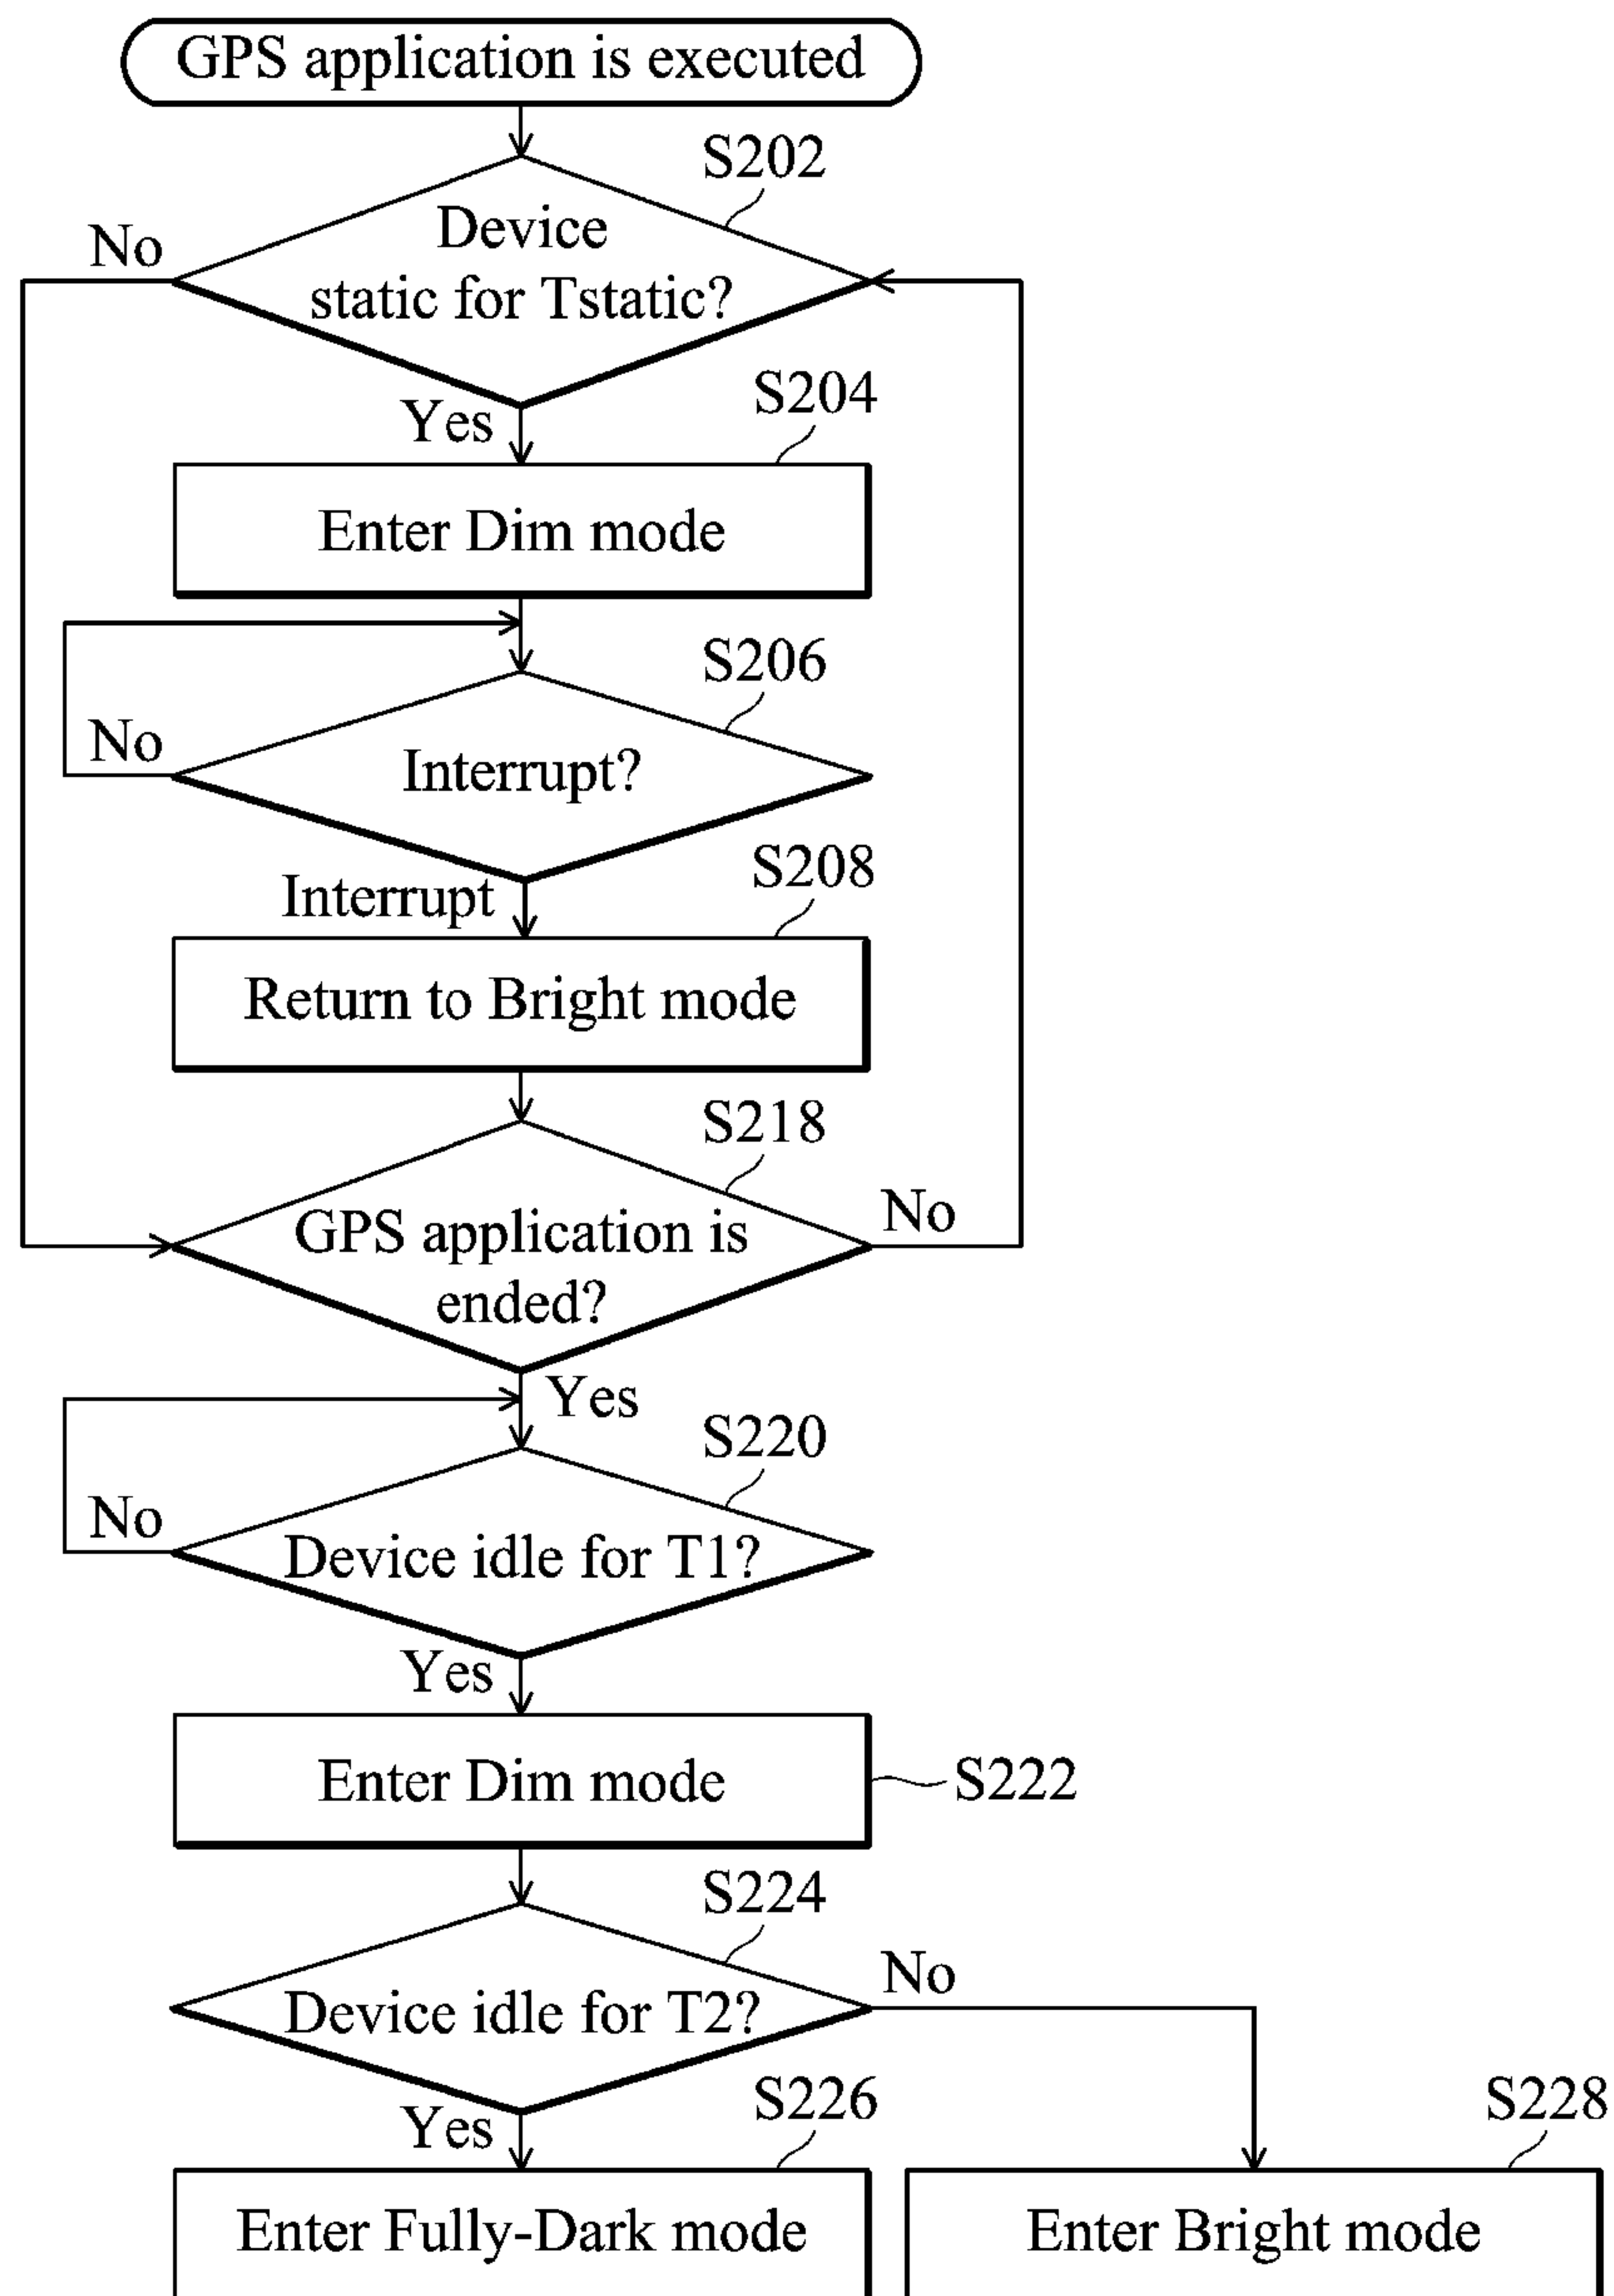 GPS application is executed
S202
No
Device
static for Tstatic?
S204
Yes
Enter Dim mode
S206
No
Interrupt?
S208
Interrupt
Return to Bright mode
S218
No
GPS application is
ended?
Yes
S220
No
Device idle for T1?
Yes
Enter Dim mode
S222
S224
No
Device idle for T2?
S226
S228
Yes
Enter Fully-Dark mode
Enter Bright mode